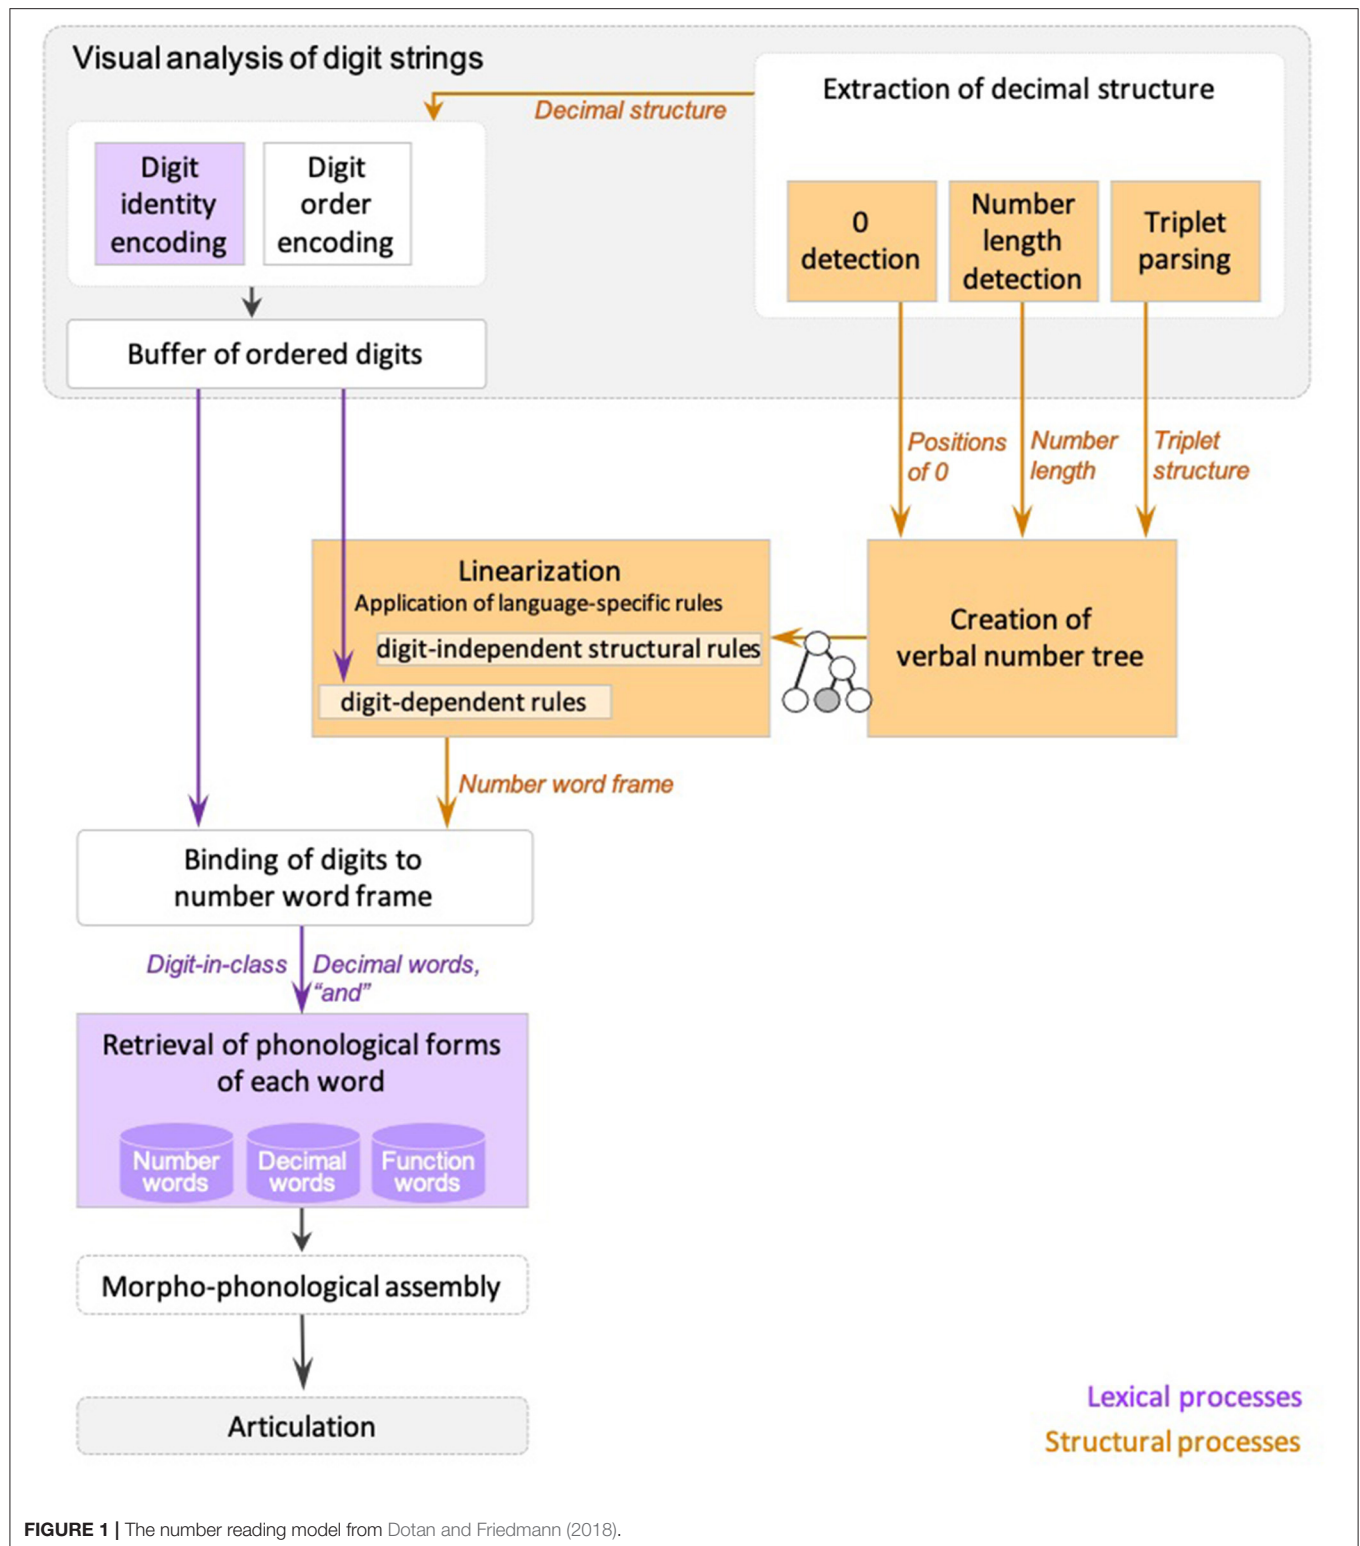 Visual analysis of digit strings
Extraction of decimal structure
Decimal structure
Digit
identity
encoding
Digit
order
encoding
0
detection
Number
length
detection
Triplet
parsing
Buffer of ordered digits
Positions
of 0
Number
length
Triplet
structure
Linearization
Application of language-specific rules
digit-independent structural rules
digit-dependent rules
Creation of
verbal number tree
Number word frame
Binding of digits to
number word frame
Digit-in-class
Decimal words,
“and”
Retrieval of phonological forms
of each word
Number
words
Decimal
words
Function
words
Morpho-phonological assembly
Articulation
Lexical processes
Structural processes
FIGURE 1 | The number reading model from Dotan and Friedmann (2018).